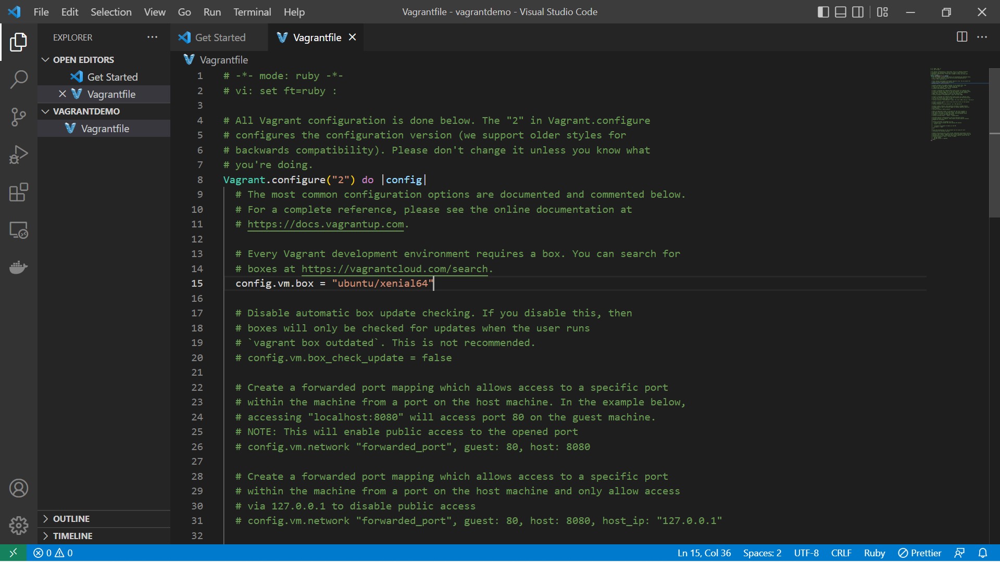 File Edit Selection View Go Run Terminal Help
Vagrantfile - vagrantdemo - Visual Studio Code
EXPLORER
OPEN EDITORS
Get Started
Vagrantfile
VAGRANTDEMO
Vagrantfile
OUTLINE
TIMELINE
Get Started
Vagrantfile
Vagrantfile
1 # -*- mode: ruby -*-
2 # vi: set ft=ruby :
3
4 # All Vagrant configuration is done below. The "2" in Vagrant.configure
5 # configures the configuration version (we support older styles for
6 # backwards compatibility). Please don't change it unless you know what
7 # you're doing.
8 Vagrant.configure("2") do |config|
9 # The most common configuration options are documented and commented below.
10 # For a complete reference, please see the online documentation at
11 # https://docs.vagrantup.com.
12
13 # Every Vagrant development environment requires a box. You can search for
14 # boxes at https://vagrantcloud.com/search.
15 config.vm.box = "ubuntu/xenial64"
16
17 # Disable automatic box update checking. If you disable this, then
18 # boxes will only be checked for updates when the user runs
19 # `vagrant box outdated`. This is not recommended.
20 # config.vm.box_check_update = false
21
22 # Create a forwarded port mapping which allows access to a specific port
23 # within the machine from a port on the host machine. In the example below,
24 # accessing "localhost:8080" will access port 80 on the guest machine.
25 # NOTE: This will enable public access to the opened port
26 # config.vm.network "forwarded_port", guest: 80, host: 8080
27
28 # Create a forwarded port mapping which allows access to a specific port
29 # within the machine from a port on the host machine and only allow access
30 # via 127.0.0.1 to disable public access
31 # config.vm.network "forwarded_port", guest: 80, host: 8080, host_ip: "127.0.0.1"
32
0 0
Ln 15, Col 36 Spaces: 2 UTF-8 CRLF Ruby Prettier